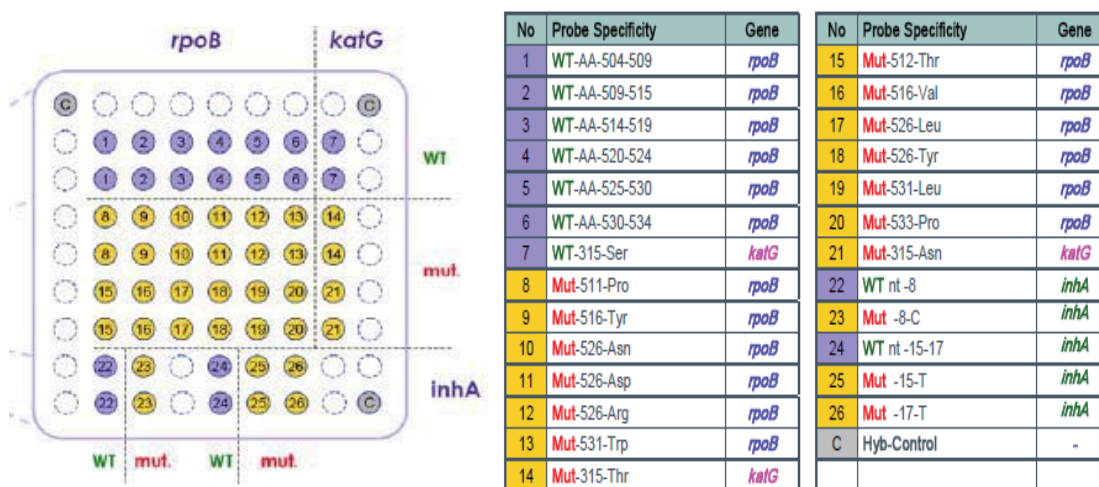 rpoB katG
C C
1 2 3 4 5 6 7
WT
1 2 3 4 5 6 7
8 9 10 11 12 13 14
8 9 10 11 12 13 14
mut.
15 16 17 18 19 20 21
15 16 17 18 19 20 21
22 23 24 25 26
inhA
22 23 24 25 26 C
WT mut. WT mut.
No Probe Specificity Gene
1 WT-AA-504-509 rpoB
2 WT-AA-509-515 rpoB
3 WT-AA-514-519 rpoB
4 WT-AA-520-524 rpoB
5 WT-AA-525-530 rpoB
6 WT-AA-530-534 rpoB
7 WT-315-Ser katG
8 Mut-511-Pro rpoB
9 Mut-516-Tyr rpoB
10 Mut-526-Asn rpoB
11 Mut-526-Asp rpoB
12 Mut-526-Arg rpoB
13 Mut-531-Trp rpoB
14 Mut-315-Thr katG
No Probe Specificity Gene
15 Mut-512-Thr rpoB
16 Mut-516-Val rpoB
17 Mut-526-Leu rpoB
18 Mut-526-Tyr rpoB
19 Mut-531-Leu rpoB
20 Mut-533-Pro rpoB
21 Mut-315-Asn katG
22 WT nt -8 inhA
23 Mut -8-C inhA
24 WT nt -15-17 inhA
25 Mut -15-T inhA
26 Mut -17-T inhA
C Hyb-Control -